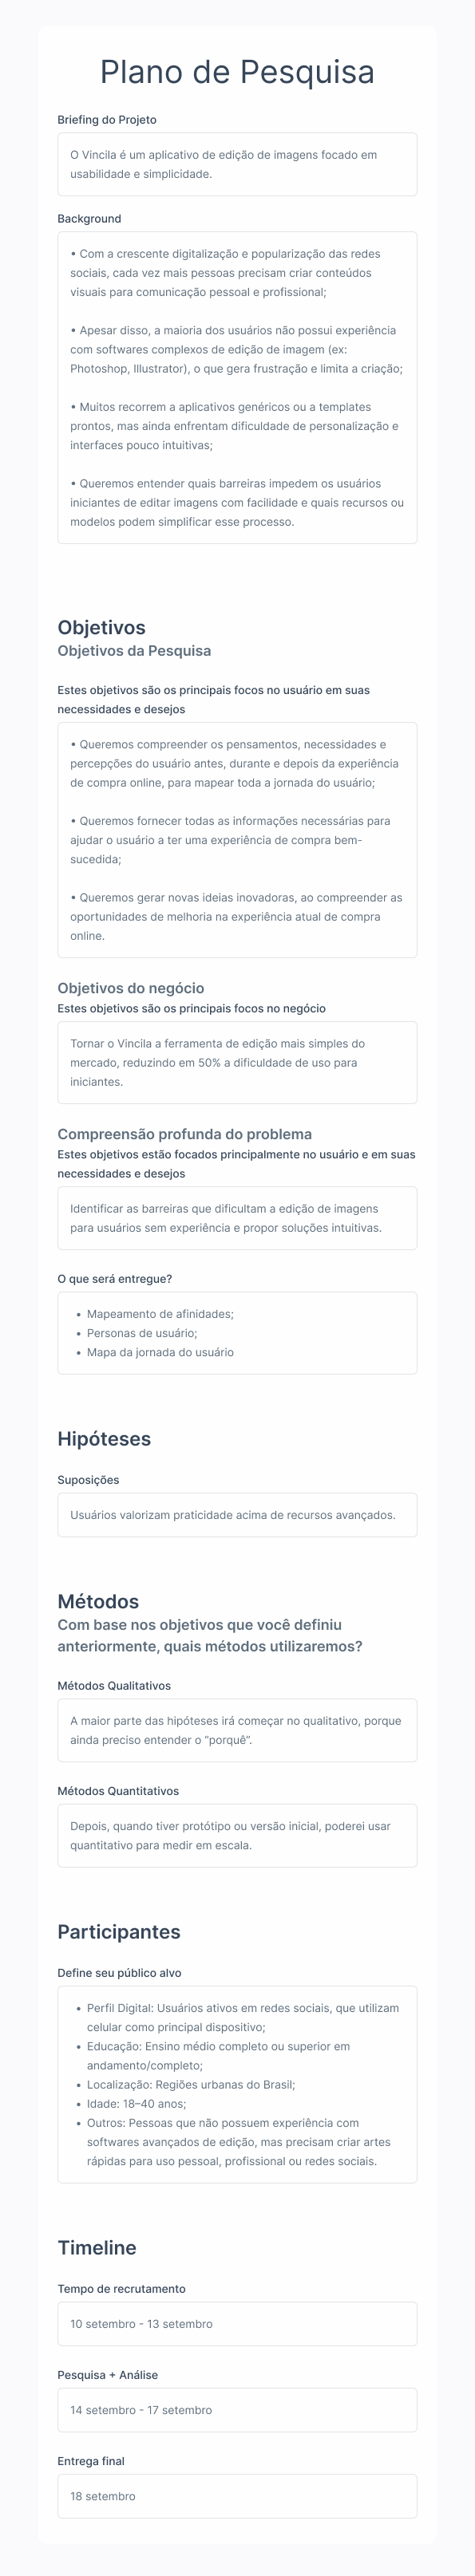 Plano de Pesquisa
Briefing do Projeto
O Vincila é um aplicativo de edição de imagens focado em
usabilidade e simplicidade.
Background
• Com a crescente digitalização e popularização das redes
sociais, cada vez mais pessoas precisam criar conteúdos
visuais para comunicação pessoal e profissional;
• Apesar disso, a maioria dos usuários não possui experiência
com softwares complexos de edição de imagem (ex:
Photoshop, Illustrator), o que gera frustração e limita a criação;
• Muitos recorrem a aplicativos genéricos ou a templates
prontos, mas ainda enfrentam dificuldade de personalização e
interfaces pouco intuitivas;
• Queremos entender quais barreiras impedem os usuários
iniciantes de editar imagens com facilidade e quais recursos ou
modelos podem simplificar esse processo.
Objetivos
Objetivos da Pesquisa
Estes objetivos são os principais focos no usuário em suas
necessidades e desejos
• Queremos compreender os pensamentos, necessidades e
percepções do usuário antes, durante e depois da experiência
de compra online, para mapear toda a jornada do usuário;
• Queremos fornecer todas as informações necessárias para
ajudar o usuário a ter uma experiência de compra bem-
sucedida;
• Queremos gerar novas ideias inovadoras, ao compreender as
oportunidades de melhoria na experiência atual de compra
online.
Objetivos do negócio
Estes objetivos são os principais focos no negócio
Tornar o Vincila a ferramenta de edição mais simples do
mercado, reduzindo em 50% a dificuldade de uso para
iniciantes.
Compreensão profunda do problema
Estes objetivos estão focados principalmente no usuário e em suas
necessidades e desejos
Identificar as barreiras que dificultam a edição de imagens
para usuários sem experiência e propor soluções intuitivas.
O que será entregue?
• Mapeamento de afinidades;
• Personas de usuário;
• Mapa da jornada do usuário
Hipóteses
Suposições
Usuários valorizam praticidade acima de recursos avançados.
Métodos
Com base nos objetivos que você definiu
anteriormente, quais métodos utilizaremos?
Métodos Qualitativos
A maior parte das hipóteses irá começar no qualitativo, porque
ainda preciso entender o “porquê”.
Métodos Quantitativos
Depois, quando tiver protótipo ou versão inicial, poderei usar
quantitativo para medir em escala.
Participantes
Define seu público alvo
• Perfil Digital: Usuários ativos em redes sociais, que utilizam
celular como principal dispositivo;
• Educação: Ensino médio completo ou superior em
andamento/completo;
• Localização: Regiões urbanas do Brasil;
• Idade: 18–40 anos;
• Outros: Pessoas que não possuem experiência com
softwares avançados de edição, mas precisam criar artes
rápidas para uso pessoal, profissional ou redes sociais.
Timeline
Tempo de recrutamento
10 setembro - 13 setembro
Pesquisa + Análise
14 setembro - 17 setembro
Entrega final
18 setembro